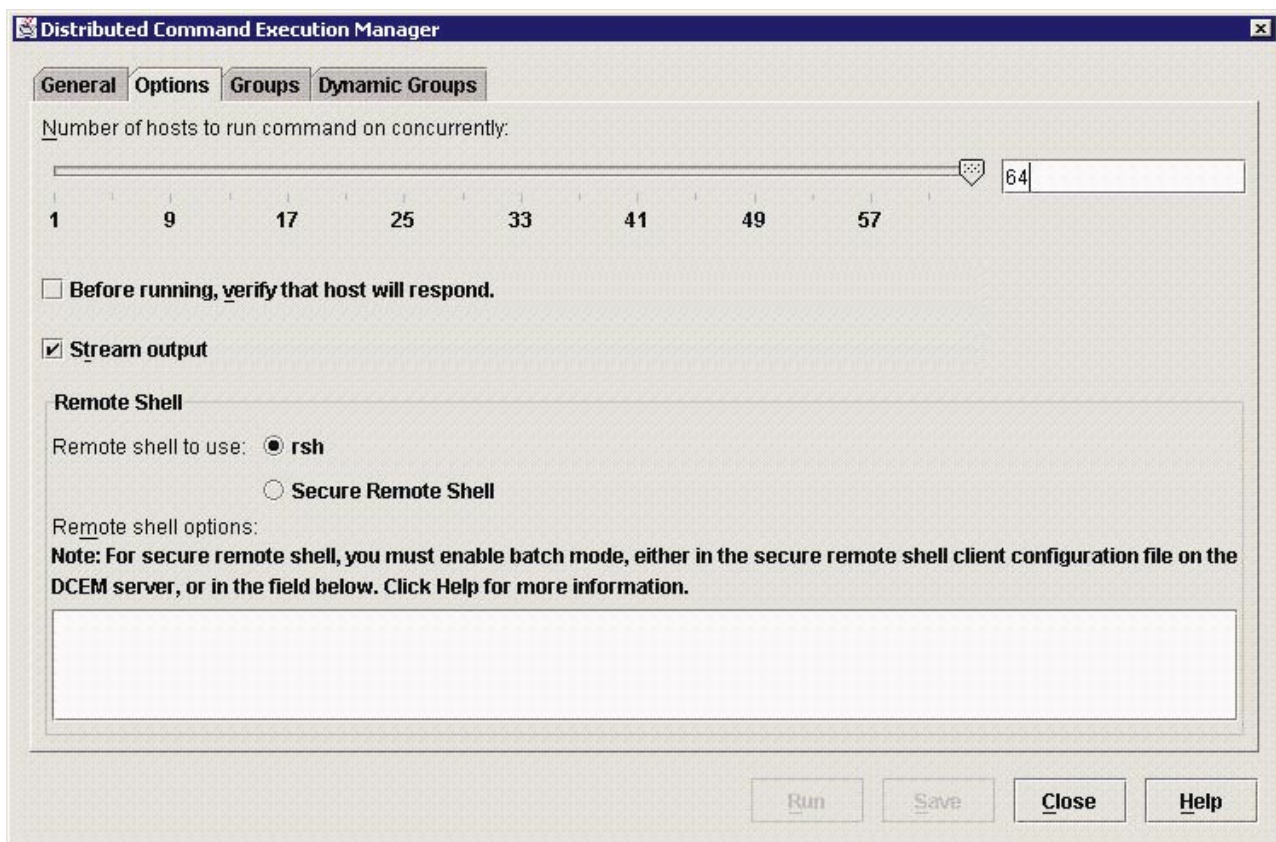 Distributed Command Execution Manager
General Options Groups Dynamic Groups
Number of hosts to run command on concurrently:
64
1 9 17 25 33 41 49 57
Before running, verify that host will respond.
Stream output
Remote Shell
Remote shell to use: rsh
Secure Remote Shell
Remote shell options:
Note: For secure remote shell, you must enable batch mode, either in the secure remote shell client configuration file on the
DCEM server, or in the field below. Click Help for more information.
Run Save Close Help